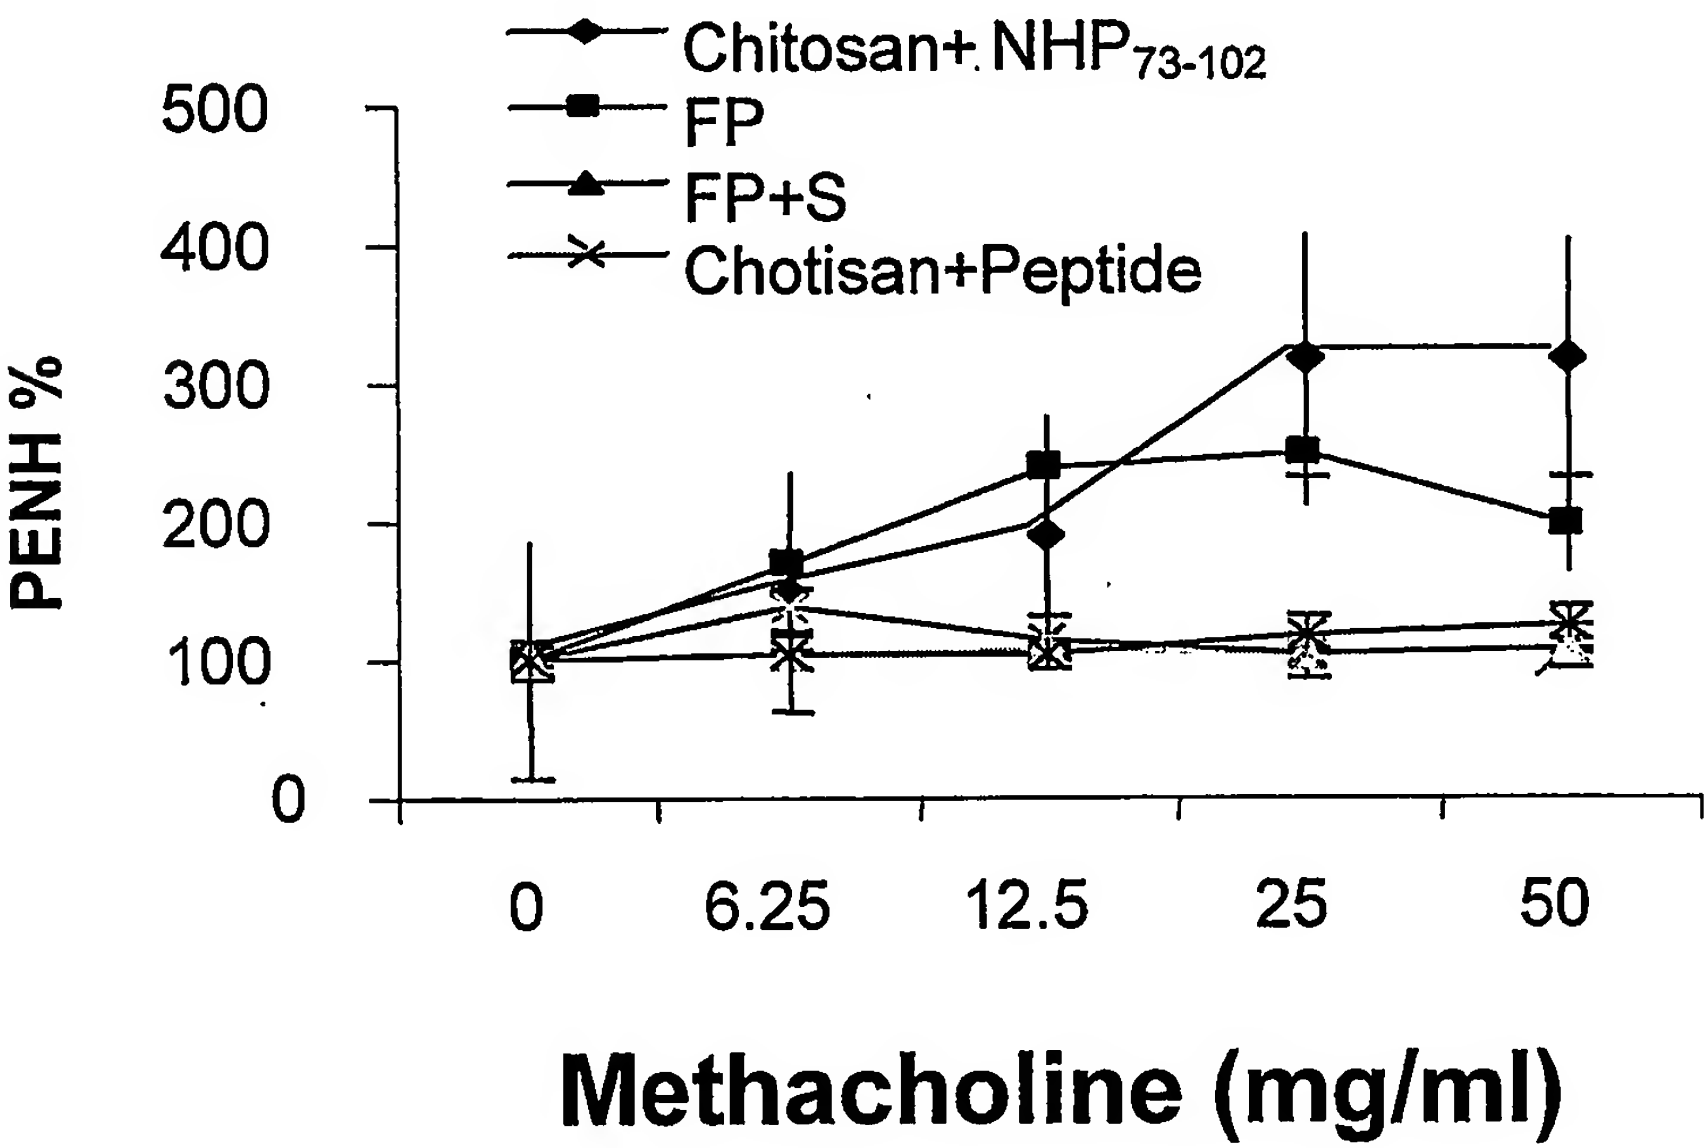 Chitosan+ NHP73-102
FP
FP+S
Chotisan+Peptide
500
400
300
200
100
0
PENH %
0 6.25 12.5 25 50
Methacholine (mg/ml)